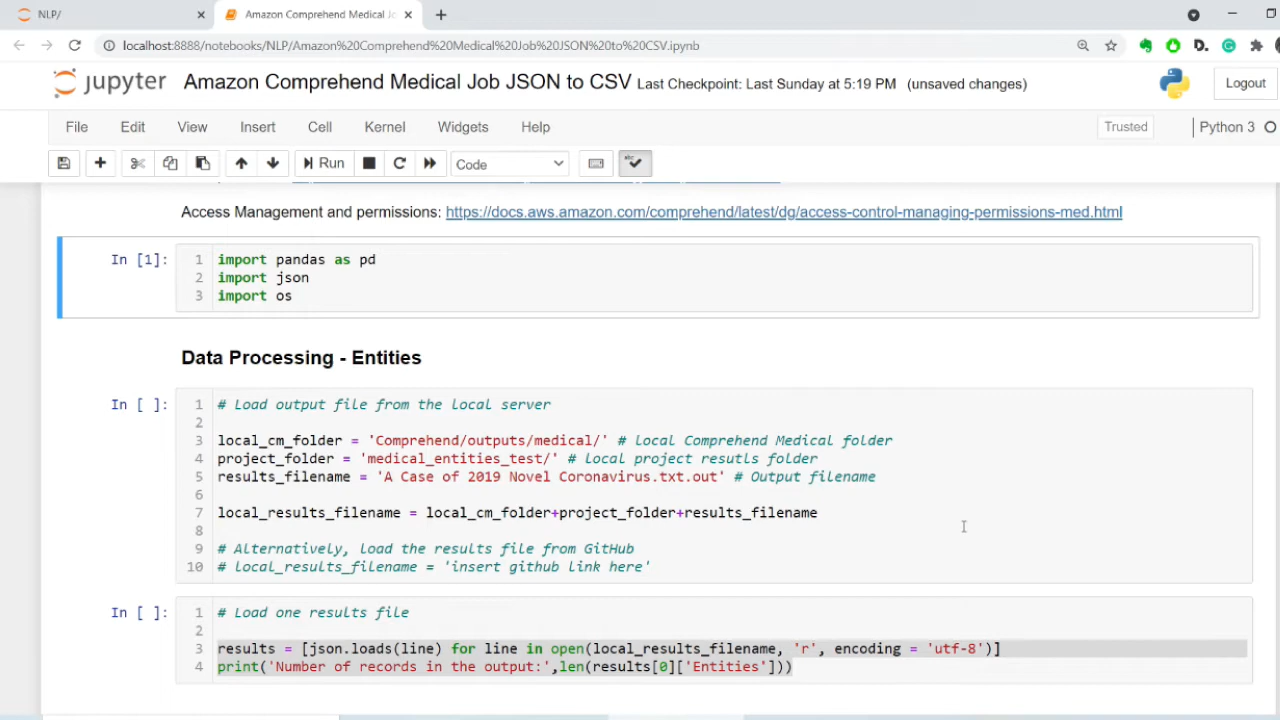 NLP/
Amazon Comprehend Medical Jo
localhost:8888/notebooks/NLP/Amazon%20Comprehend%20Medical%20Job%20JSON%20to%20CSV.ipynb
jupyter Amazon Comprehend Medical Job JSON to CSV Last Checkpoint: Last Sunday at 5:19 PM (unsaved changes)
Logout
File Edit View Insert Cell Kernel Widgets Help
Trusted
Python 3
Run
Code
Access Management and permissions: https://docs.aws.amazon.com/comprehend/latest/dg/access-control-managing-permissions-med.html
In [1]:
1 import pandas as pd
2 import json
3 import os
Data Processing - Entities
In [ ]:
1 # Load output file from the local server
2
3 local_cm_folder = 'Comprehend/outputs/medical/' # local Comprehend Medical folder
4 project_folder = 'medical_entities_test/' # local project resutls folder
5 results_filename = 'A Case of 2019 Novel Coronavirus.txt.out' # Output filename
6
7 local_results_filename = local_cm_folder+project_folder+results_filename
8
9 # Alternatively, load the results file from GitHub
10 # local_results_filename = 'insert github link here'
In [ ]:
1 # Load one results file
2
3 results = [json.loads(line) for line in open(local_results_filename, 'r', encoding = 'utf-8')]
4 print('Number of records in the output:',len(results[0]['Entities']))